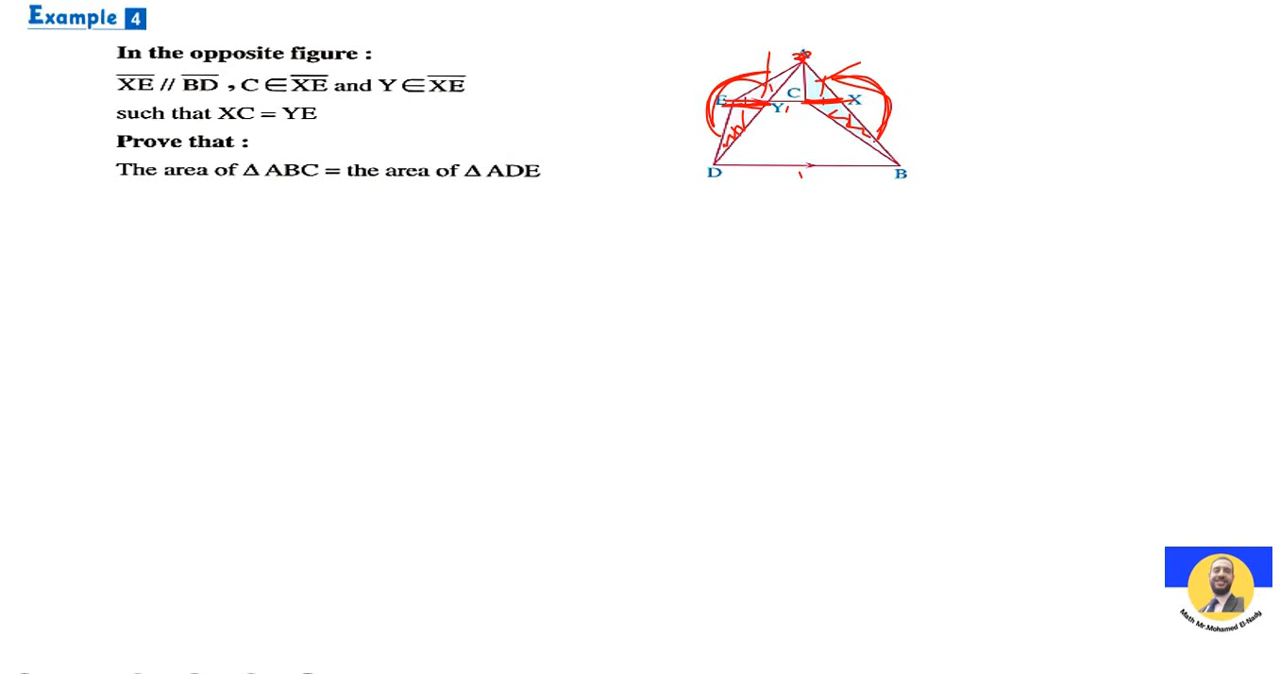 Example 4
In the opposite figure :
XE // BD , C ∈ XE and Y ∈ XE
such that XC = YE
Prove that :
The area of Δ ABC = the area of Δ ADE
E
Y
C
X
D
B
Math Mr.Mohamed El-Nady